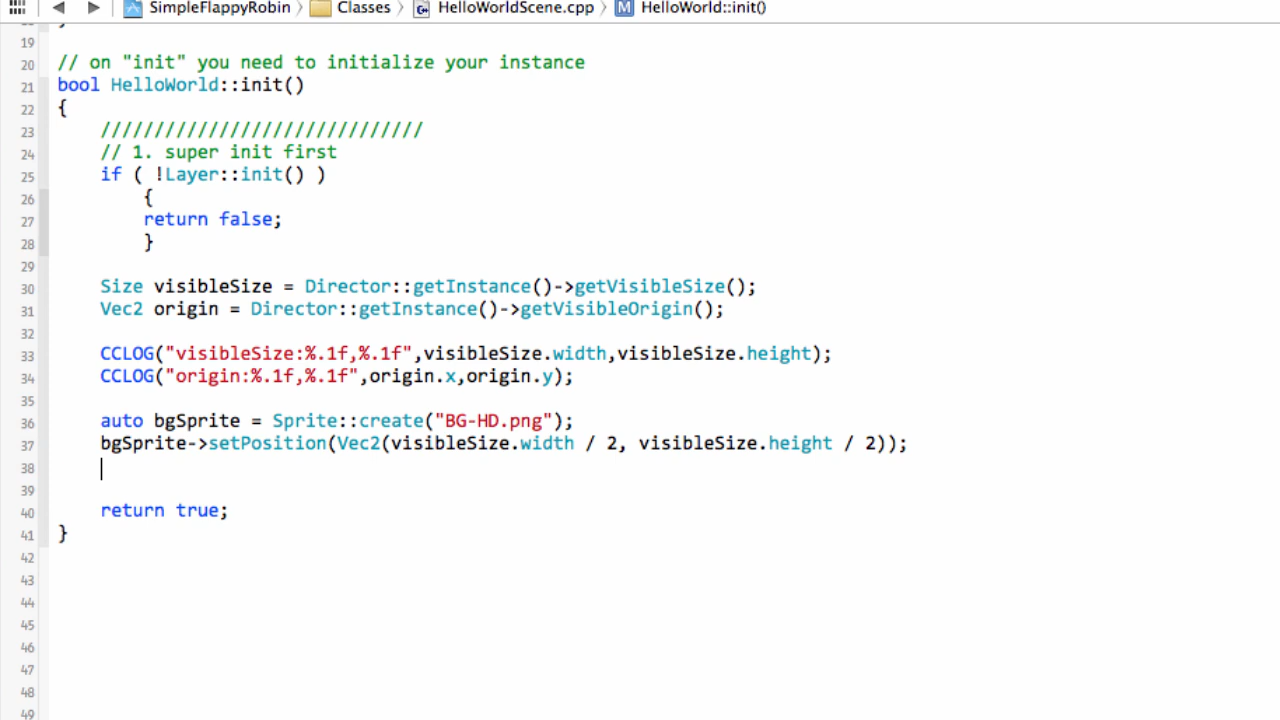 SimpleFlappyRobin Classes HelloWorldScene.cpp M HelloWorld::init()
19
20 // on "init" you need to initialize your instance
21 bool HelloWorld::init()
22 {
23 //////////////////////////////
24 // 1. super init first
25 if ( !Layer::init() )
26 {
27 return false;
28 }
29
30 Size visibleSize = Director::getInstance()->getVisibleSize();
31 Vec2 origin = Director::getInstance()->getVisibleOrigin();
32
33 CCLOG("visibleSize:%.1f,%.1f",visibleSize.width,visibleSize.height);
34 CCLOG("origin:%.1f,%.1f",origin.x,origin.y);
35
36 auto bgSprite = Sprite::create("BG-HD.png");
37 bgSprite->setPosition(Vec2(visibleSize.width / 2, visibleSize.height / 2));
38
39
40 return true;
41 }
42
43
44
45
46
47
48
49